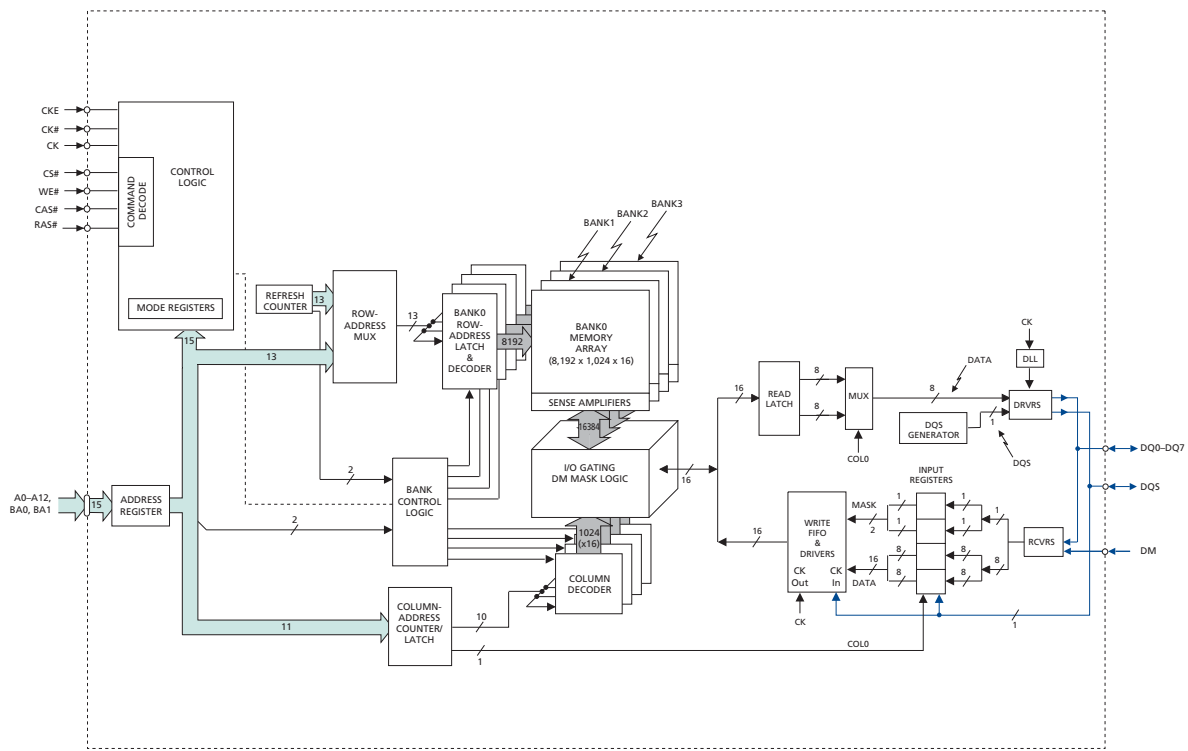 CKE
CK#
CK
CS#
WE#
CAS#
RAS#
COMMAND
DECODE
CONTROL
LOGIC
MODE REGISTERS
15
REFRESH
COUNTER
13
13
ROW-
ADDRESS
MUX
13
BANK0
ROW-
ADDRESS
LATCH
&
DECODER
8192
BANK1
BANK2
BANK3
BANK0
MEMORY
ARRAY
(8,192 x 1,024 x 16)
SENSE AMPLIFIERS
16384
I/O GATING
DM MASK LOGIC
16
A0–A12,
BA0, BA1
15
ADDRESS
REGISTER
2
2
BANK
CONTROL
LOGIC
1024
(x16)
COLUMN
DECODER
11
COLUMN-
ADDRESS
COUNTER/
LATCH
10
1
COL0
16
READ
LATCH
8
8
MUX
COL0
8
DATA
CK
DLL
DQS
GENERATOR
1
DQS
DRVRS
DQ0–DQ7
DQS
DM
INPUT
REGISTERS
16
WRITE
FIFO
&
DRIVERS
CK
Out
CK
In
CK
MASK
2
16
DATA
1
1
8
8
1
1
8
8
1
8
RCVRS
1